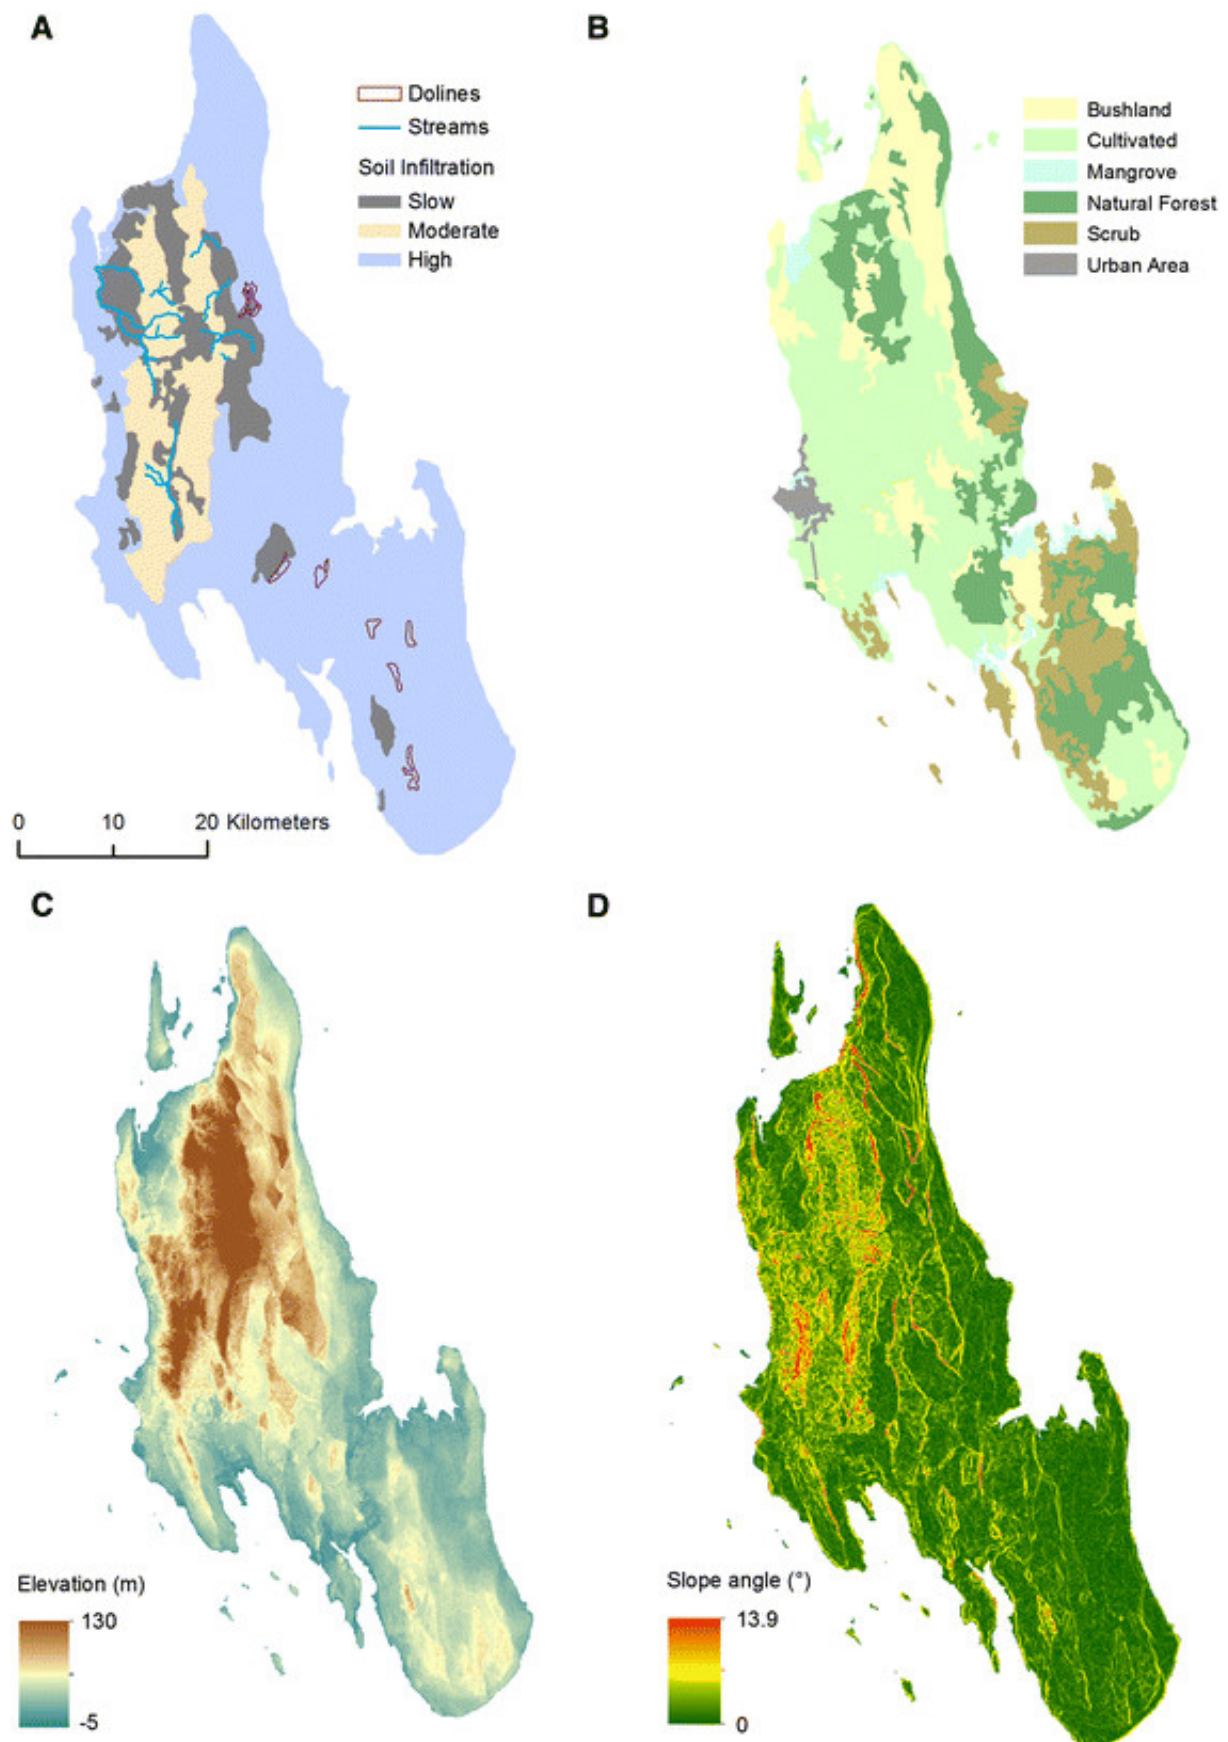 A
Dolines
Streams
Soil Infiltration
Slow
Moderate
High
0 10 20 Kilometers
B
Bushland
Cultivated
Mangrove
Natural Forest
Scrub
Urban Area
C
Elevation (m)
130
-5
D
Slope angle (°)
13.9
0